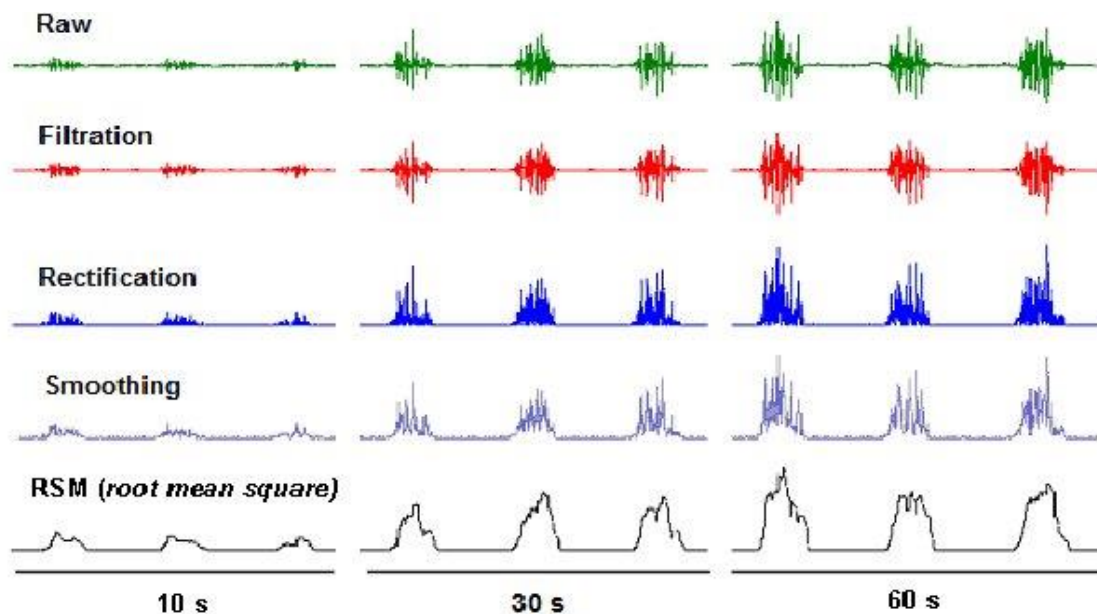 Raw
Filtration
Rectification
Smoothing
RSM (root mean square)
10 s 30 s 60 s